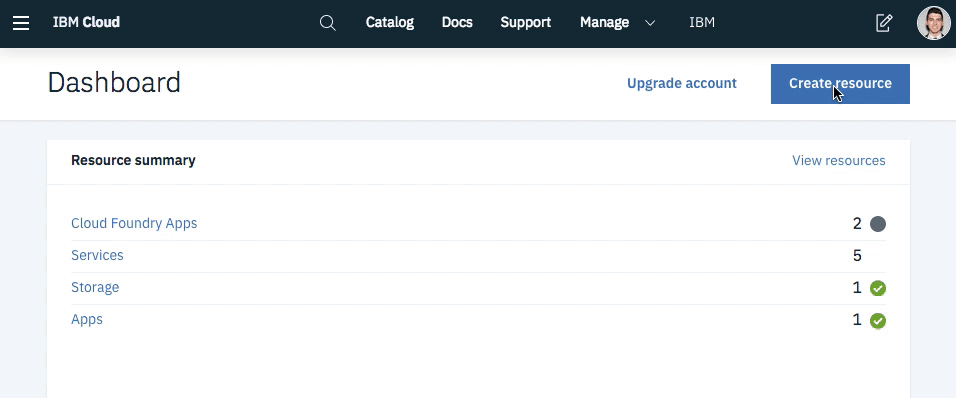 IBM Cloud Catalog Docs Support Manage IBM
Dashboard Upgrade account Create resource
Resource summary View resources
Cloud Foundry Apps 2
Services 5
Storage 1
Apps 1